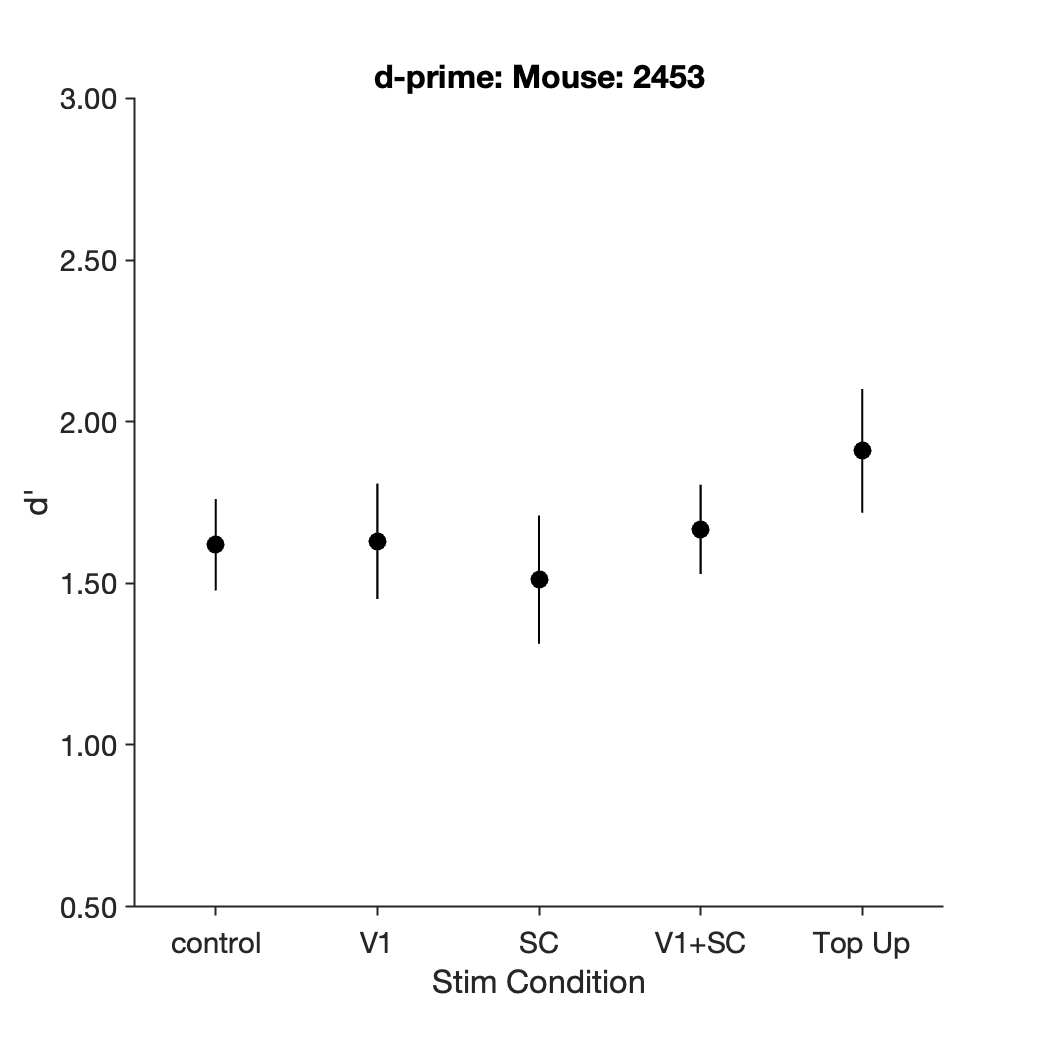 d-prime: Mouse: 2453
3.00
2.50
2.00
1.50
1.00
0.50
d'
control V1 SC V1+SC Top Up
Stim Condition